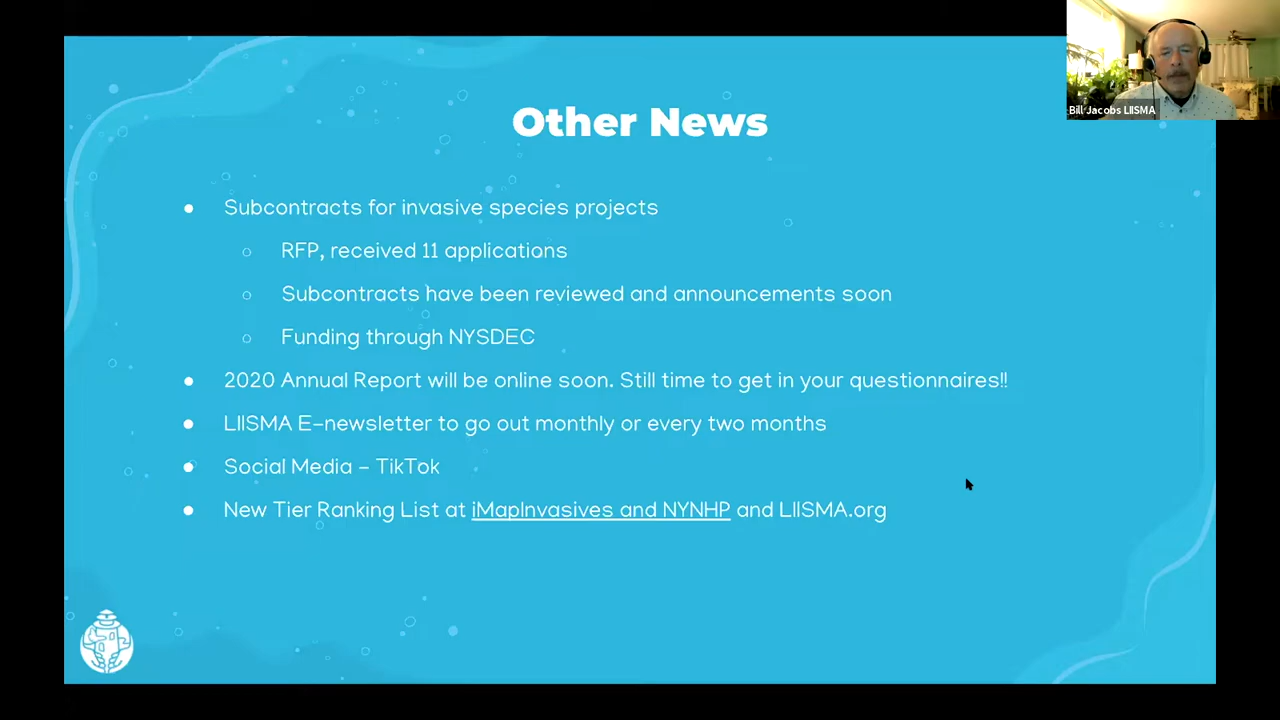 Bill Jacobs LIISMA
Other News
● Subcontracts for invasive species projects
○ RFP, received 11 applications
○ Subcontracts have been reviewed and announcements soon
○ Funding through NYSDEC
● 2020 Annual Report will be online soon. Still time to get in your questionnaires!!
● LIISMA E-newsletter to go out monthly or every two months
● Social Media – TikTok
● New Tier Ranking List at iMapInvasives and NYNHP and LIISMA.org